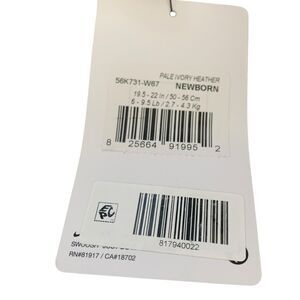 PALE IVORY HEATHER
56K731-W67 NEWBORN
19.5 - 22 In / 50 - 56 Cm
6 - 9.5 Lb / 2.7 - 4.3 Kg
8 25664 91995 2
817940022
RN#81917 / CA#18702